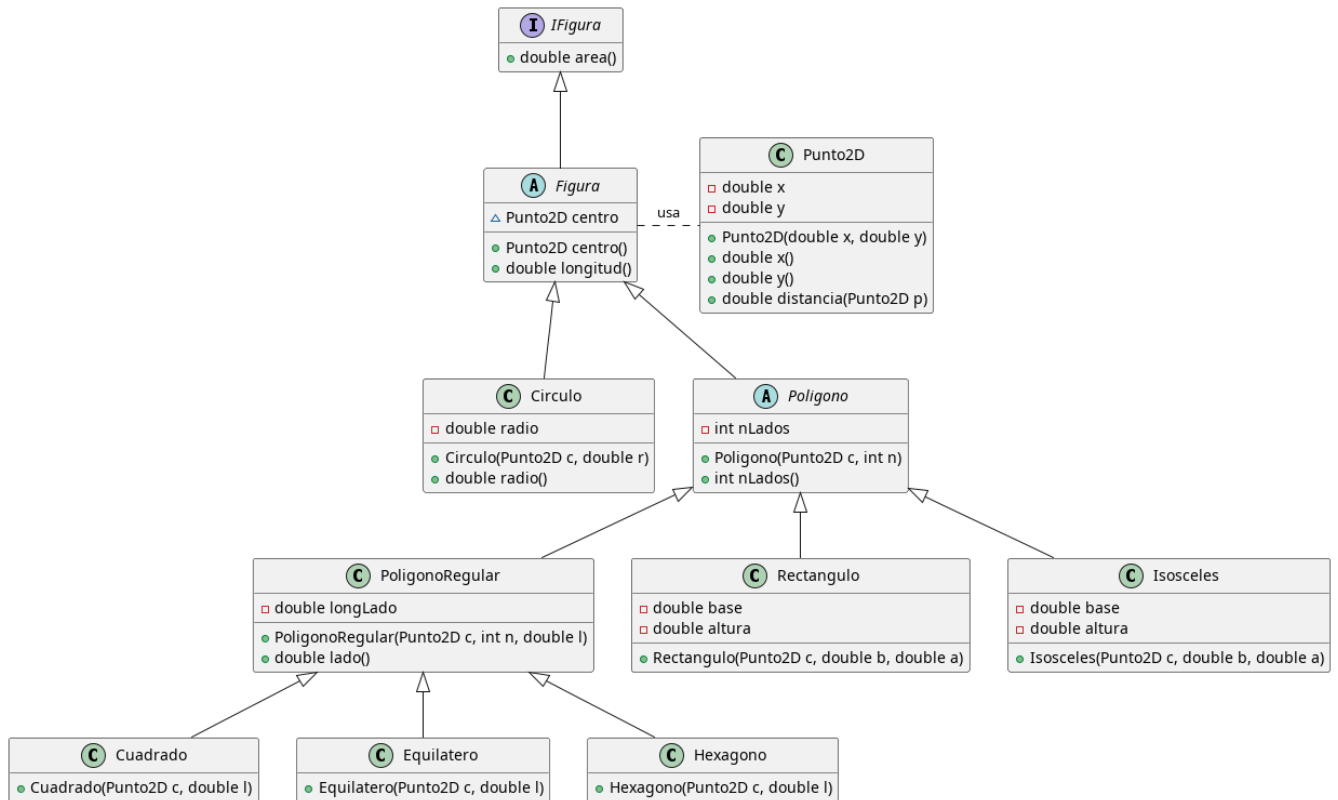 I IFigura
double area()
A Figura
Punto2D centro
Punto2D centro()
double longitud()
usa
C Punto2D
double x
double y
Punto2D(double x, double y)
double x()
double y()
double distancia(Punto2D p)
C Circulo
double radio
Circulo(Punto2D c, double r)
double radio()
A Poligono
int nLados
Poligono(Punto2D c, int n)
int nLados()
C PoligonoRegular
double longLado
PoligonoRegular(Punto2D c, int n, double l)
double lado()
C Rectangulo
double base
double altura
Rectangulo(Punto2D c, double b, double a)
C Isosceles
double base
double altura
Isosceles(Punto2D c, double b, double a)
C Cuadrado
Cuadrado(Punto2D c, double l)
C Equilatero
Equilatero(Punto2D c, double l)
C Hexagono
Hexagono(Punto2D c, double l)